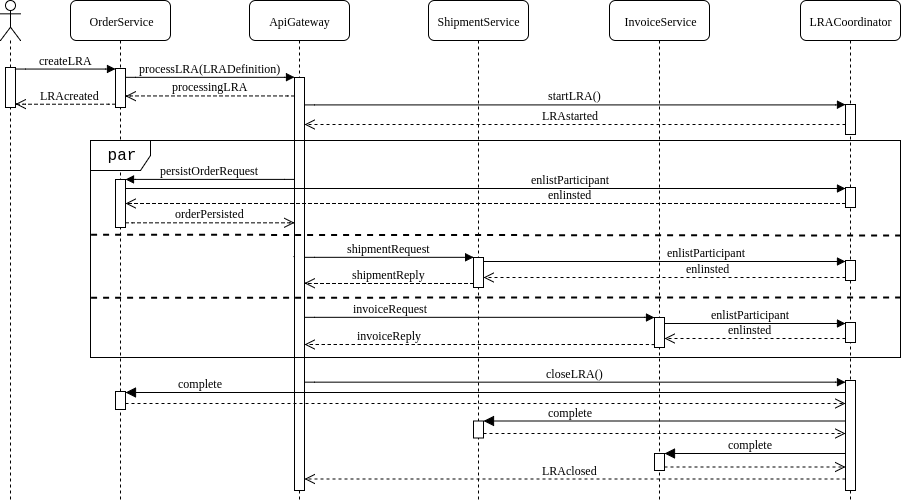 OrderService
ApiGateway
ShipmentService
InvoiceService
LRACoordinator
createLRA
processLRA(LRADefinition)
processingLRA
LRAcreated
startLRA()
LRAstarted
par
persistOrderRequest
enlistParticipant
enlinsted
orderPersisted
shipmentRequest
enlistParticipant
enlinsted
shipmentReply
invoiceRequest
enlistParticipant
enlinsted
invoiceReply
closeLRA()
complete
complete
complete
LRAclosed